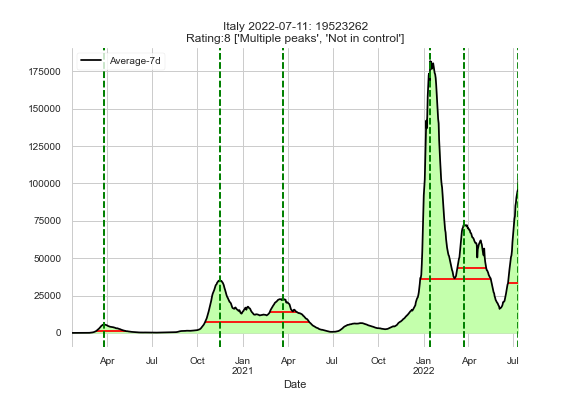 Italy 2022-07-11: 19523262
Rating:8 ['Multiple peaks', 'Not in control']
Average-7d
175000
150000
125000
100000
75000
50000
25000
0
Apr Jul Oct Jan Apr Jul Oct Jan Apr Jul
2021 2022
Date